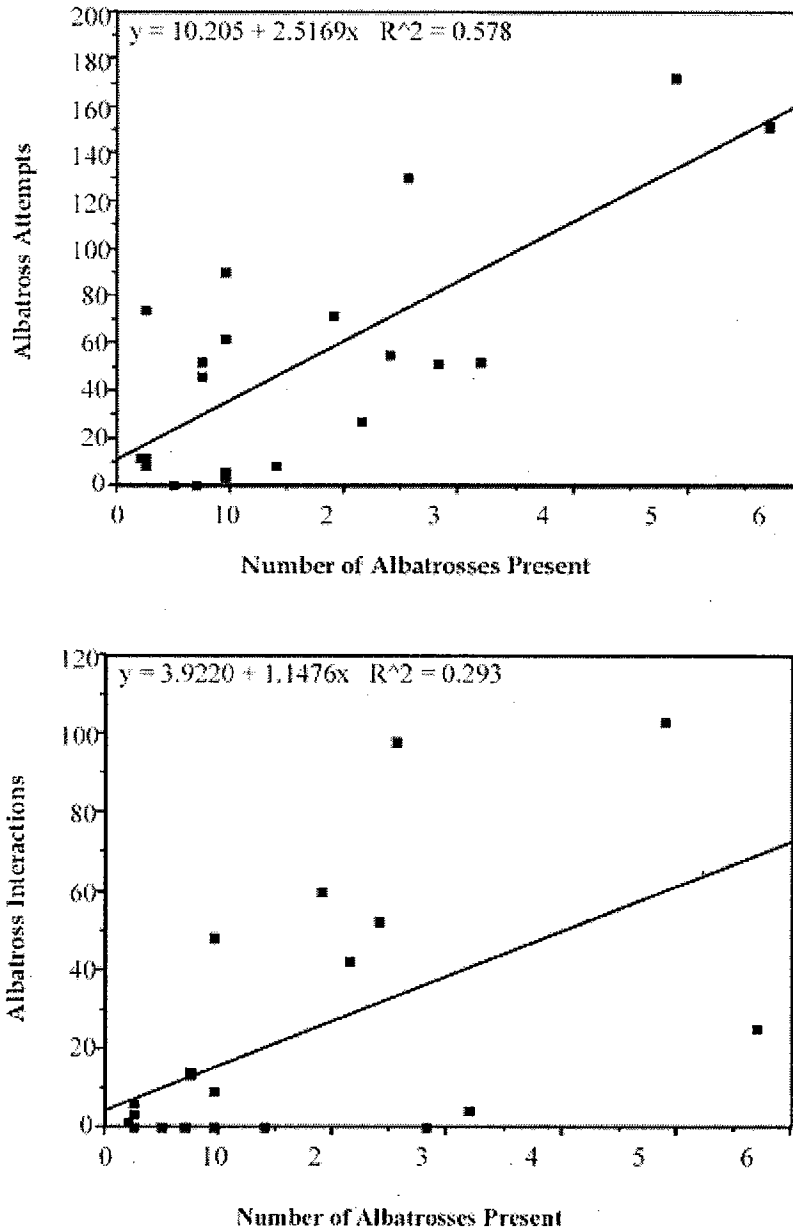 y = 10.205 + 2.5169x R^2 = 0.578
200
180
160
140
120
100
80
60
40
20
0
Albatross Attempts
0 10 2 3 4 5 6
Number of Albatrosses Present
y = 3.9220 + 1.1476x R^2 = 0.293
120
100
80
60
40
20
0
Albatross Interactions
0 10 2 3 4 5 6
Number of Albatrosses Present